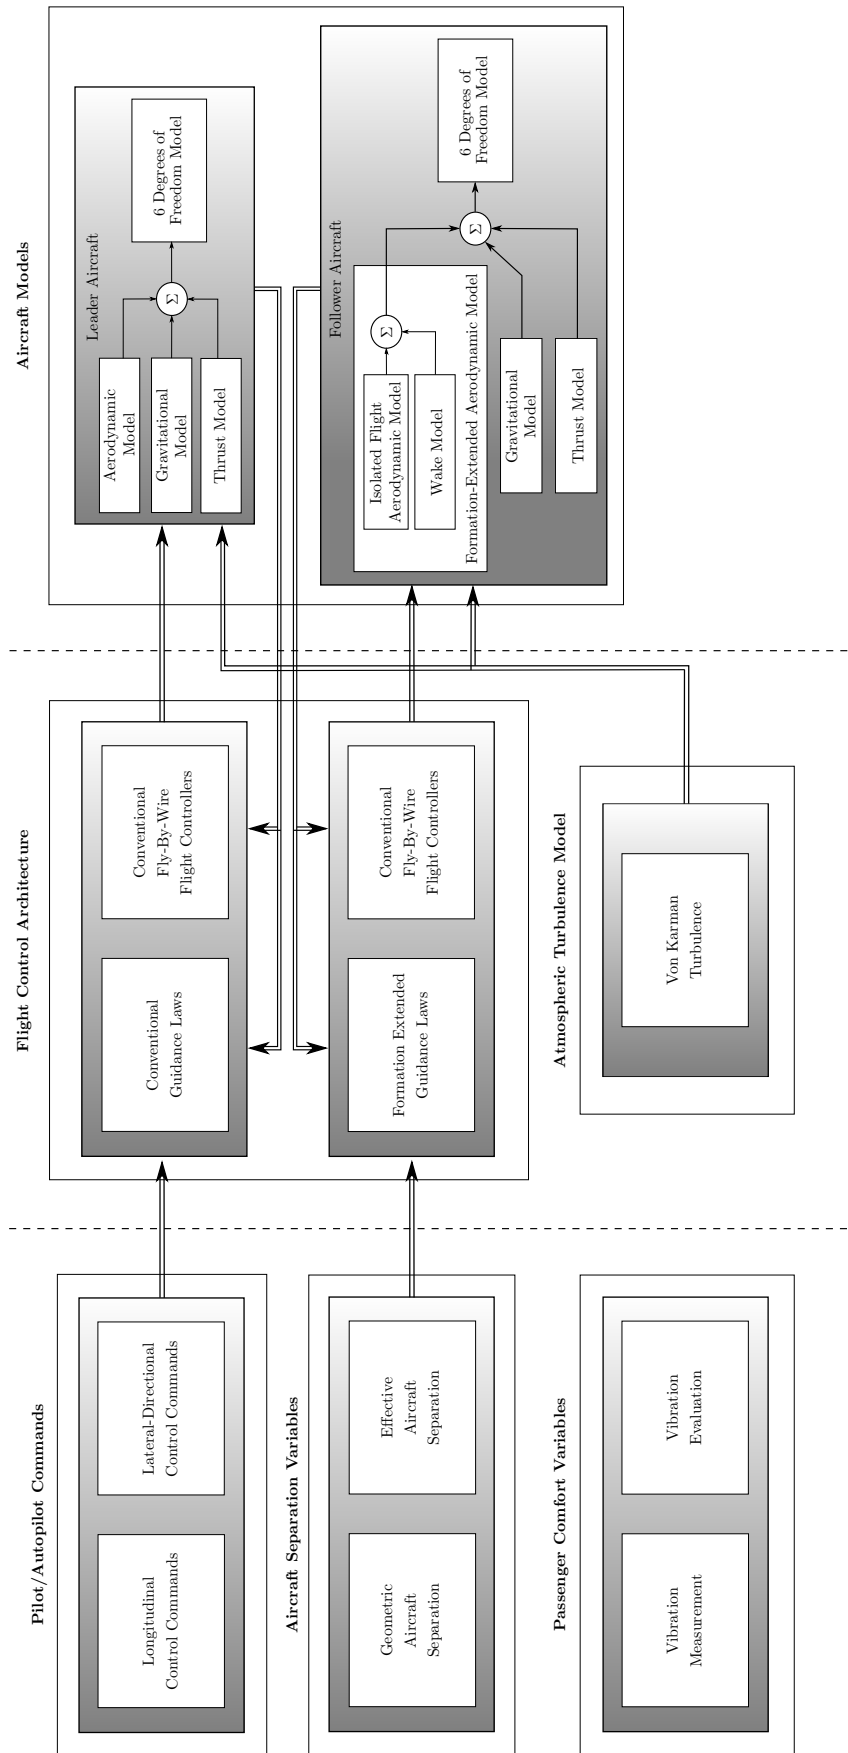 Pilot/Autopilot Commands
Longitudinal
Control Commands
Lateral-Directional
Control Commands
Aircraft Separation Variables
Geometric
Aircraft
Separation
Effective
Aircraft
Separation
Passenger Comfort Variables
Vibration
Measurement
Vibration
Evaluation
Flight Control Architecture
Conventional
Guidance Laws
Conventional
Fly-By-Wire
Flight Controllers
Formation Extended
Guidance Laws
Conventional
Fly-By-Wire
Flight Controllers
Atmospheric Turbulence Model
Von Karman
Turbulence
Aircraft Models
Leader Aircraft
Aerodynamic
Model
Gravitational
Model
Thrust Model
Σ
6 Degrees of
Freedom Model
Follower Aircraft
Isolated Flight
Aerodynamic Model
Wake Model
Σ
Formation-Extended Aerodynamic Model
Gravitational
Model
Thrust Model
Σ
6 Degrees of
Freedom Model